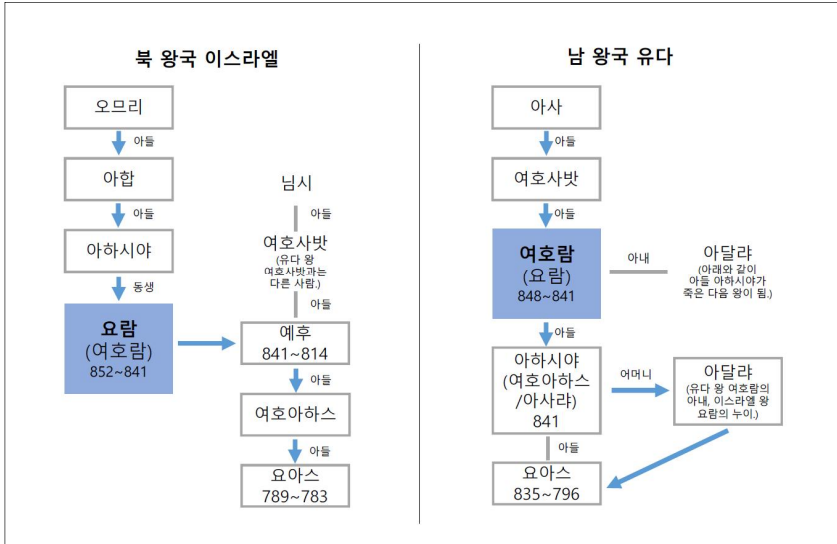 북 왕국 이스라엘
오므리
아들
아합
아들
아하시야
동생
요람
(여호람)
852~841
님시
아들
여호사밧
(유다 왕
여호사밧과는
다른 사람.)
아들
예후
841~814
아들
여호아하스
아들
요아스
789~783
남 왕국 유다
아사
아들
여호사밧
아들
여호람
(요람)
848~841
아내
아달랴
(아래와 같이
아들 아하시야가
죽은 다음 왕이 됨.)
아들
아하시야
(여호아하스
/아사랴)
841
어머니
아달랴
(유다 왕 여호람의
아내, 이스라엘 왕
요람의 누이.)
아들
요아스
835~796